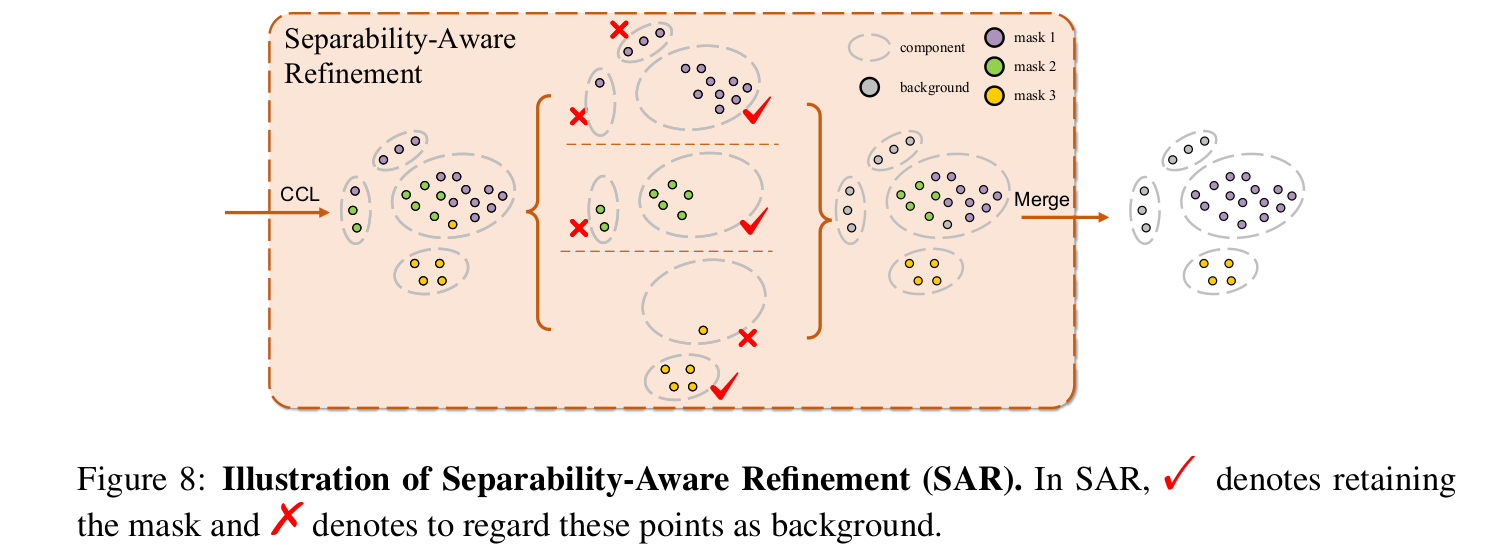 Separability-Aware
Refinement
component
background
mask 1
mask 2
mask 3
CCL
Merge
Figure 8: Illustration of Separability-Aware Refinement (SAR). In SAR, ✓ denotes retaining
the mask and ✗ denotes to regard these points as background.